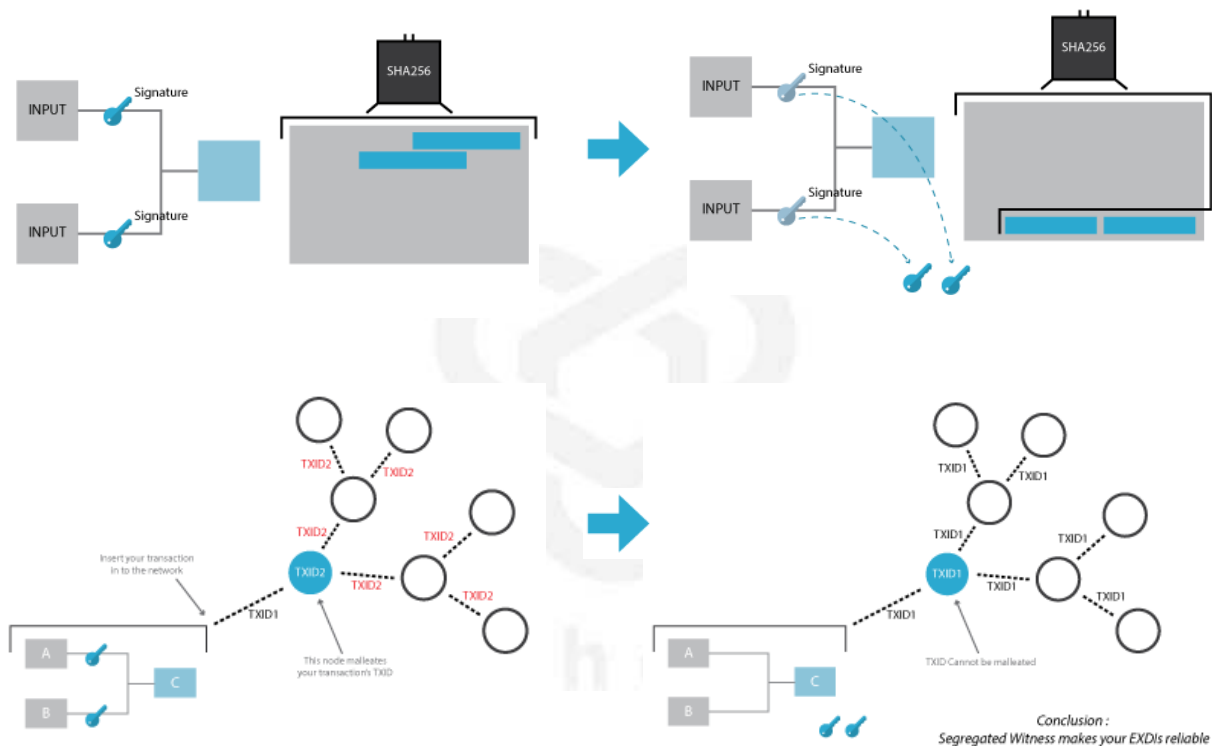 SHA256
Signature
INPUT
Signature
INPUT
SHA256
Signature
INPUT
Signature
INPUT
TXID2
TXID2
TXID2
TXID2
Insert your transaction
in to the network
TXID2
TXID2
TXID2
TXID1
This node malleates
your transaction's TXID
A
C
B
TXID1
TXID1
TXID1
TXID1
TXID1
TXID1
TXID1
TXID1
TXID Cannot be malleated
A
C
B
Conclusion :
Segregated Witness makes your EXDIs reliable